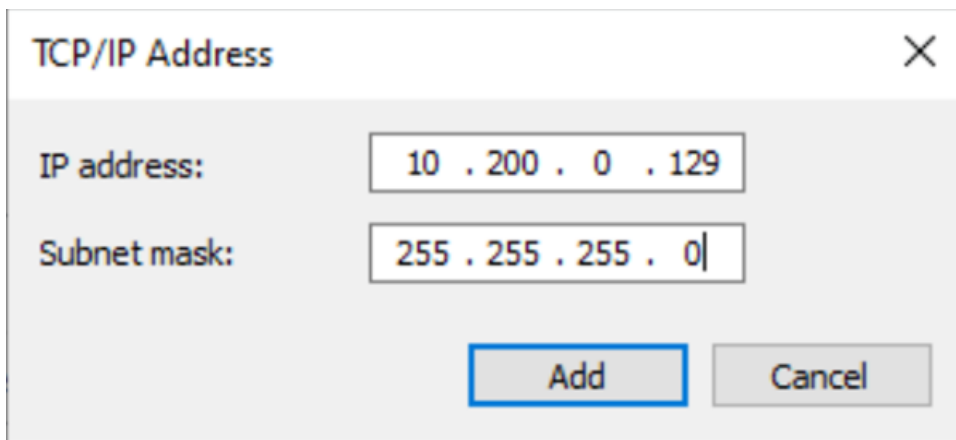 TCP/IP Address
IP address: 10 . 200 . 0 . 129
Subnet mask: 255 . 255 . 255 . 0
Add Cancel